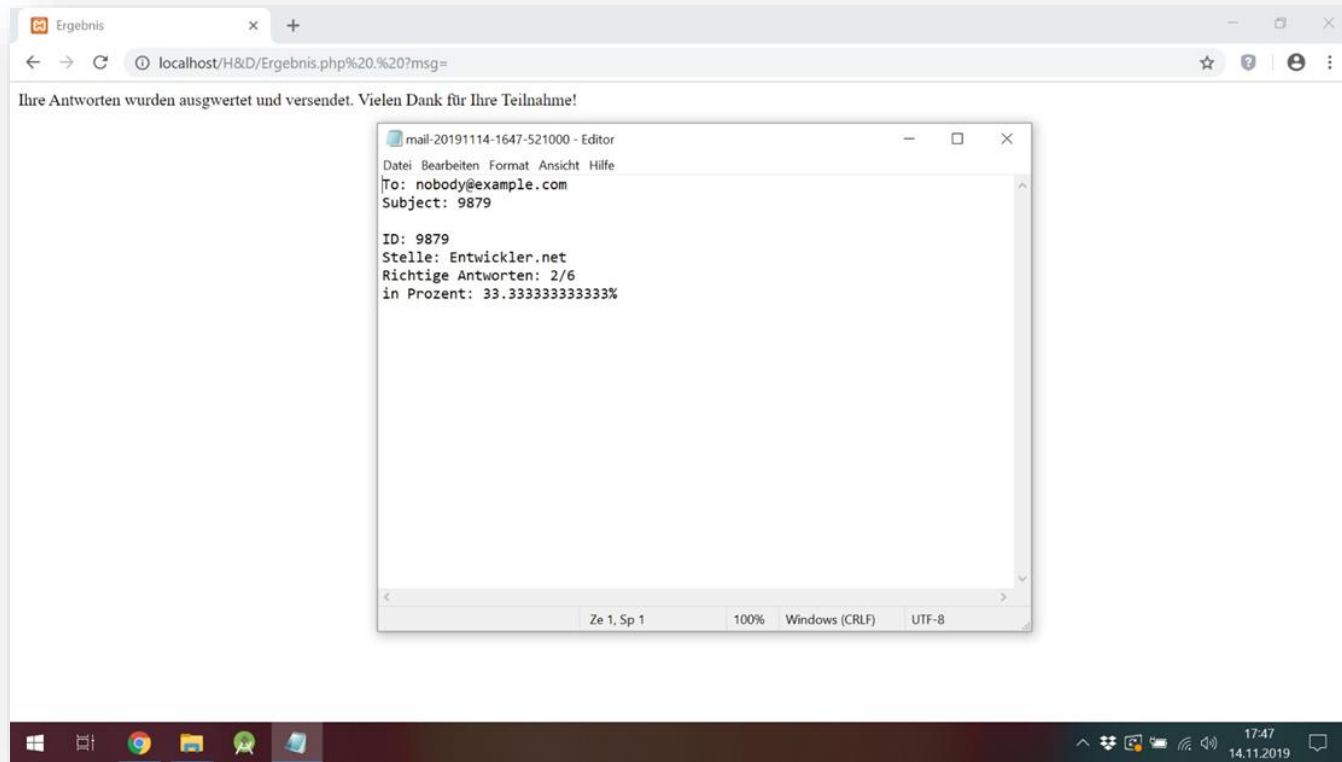 Ergebnis
localhost/H&D/Ergebnis.php%20.%20?msg=
Ihre Antworten wurden ausgwertet und versendet. Vielen Dank für Ihre Teilnahme!
mail-20191114-1647-521000 - Editor
Datei Bearbeiten Format Ansicht Hilfe
To: nobody@example.com
Subject: 9879
ID: 9879
Stelle: Entwickler.net
Richtige Antworten: 2/6
in Prozent: 33.333333333333%
Ze 1, Sp 1 100% Windows (CRLF) UTF-8
17:47
14.11.2019